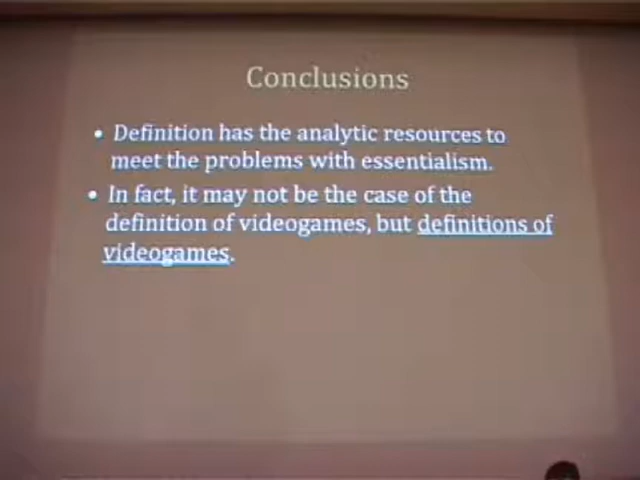 Conclusions
• Definition has the analytic resources to
meet the problems with essentialism.
• In fact, it may not be the case of the
definition of videogames, but definitions of
videogames.